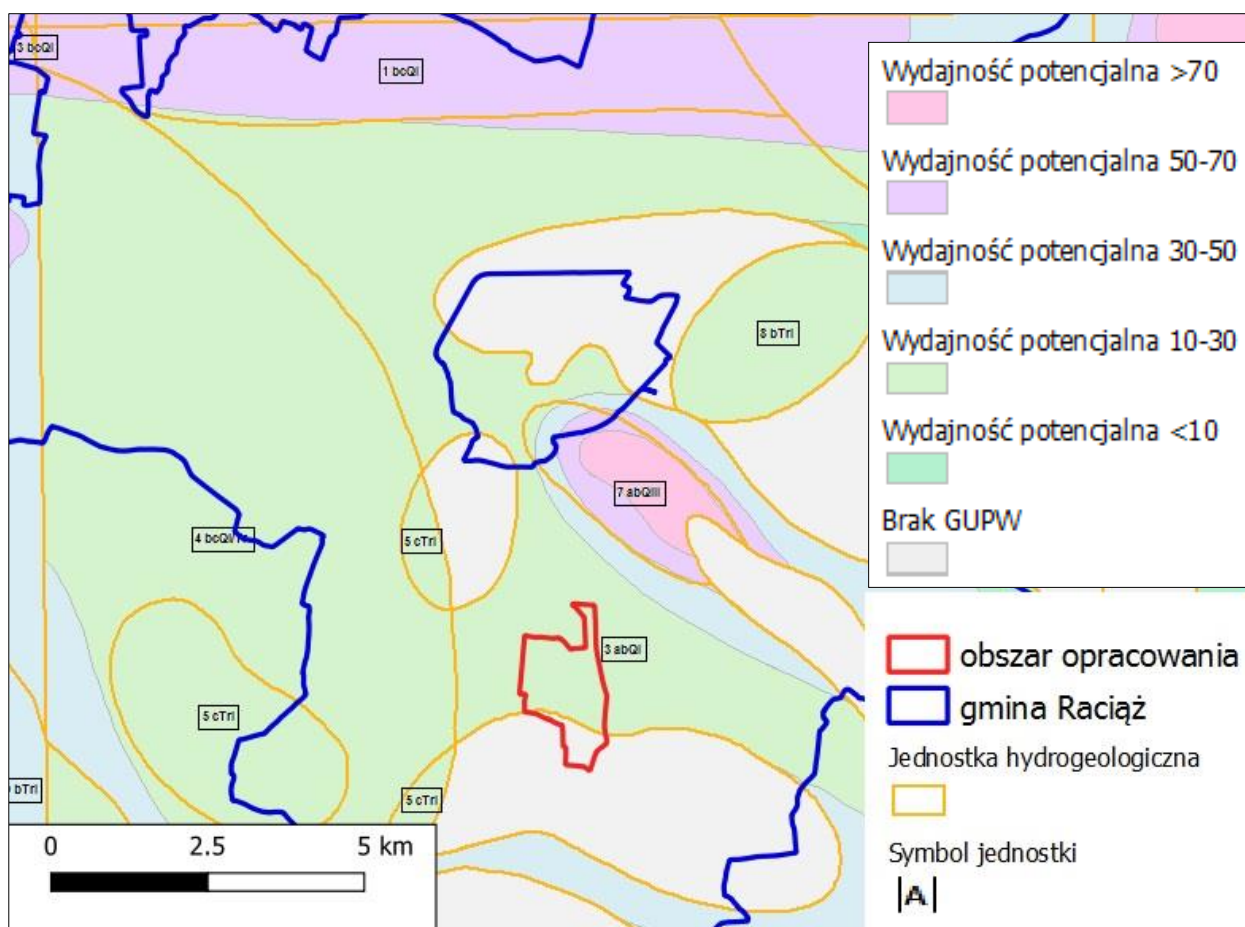 3 bcQI
1 bcQI
8 bTrI
7 abQIII
4 bcQI/Tr
5 cTrI
3 abQI
5 cTrI
bTrI
5 cTrI
0 2.5 5 km
Wydajność potencjalna >70
Wydajność potencjalna 50-70
Wydajność potencjalna 30-50
Wydajność potencjalna 10-30
Wydajność potencjalna <10
Brak GUPW
obszar opracowania
gmina Raciąż
Jednostka hydrogeologiczna
Symbol jednostki
|A|